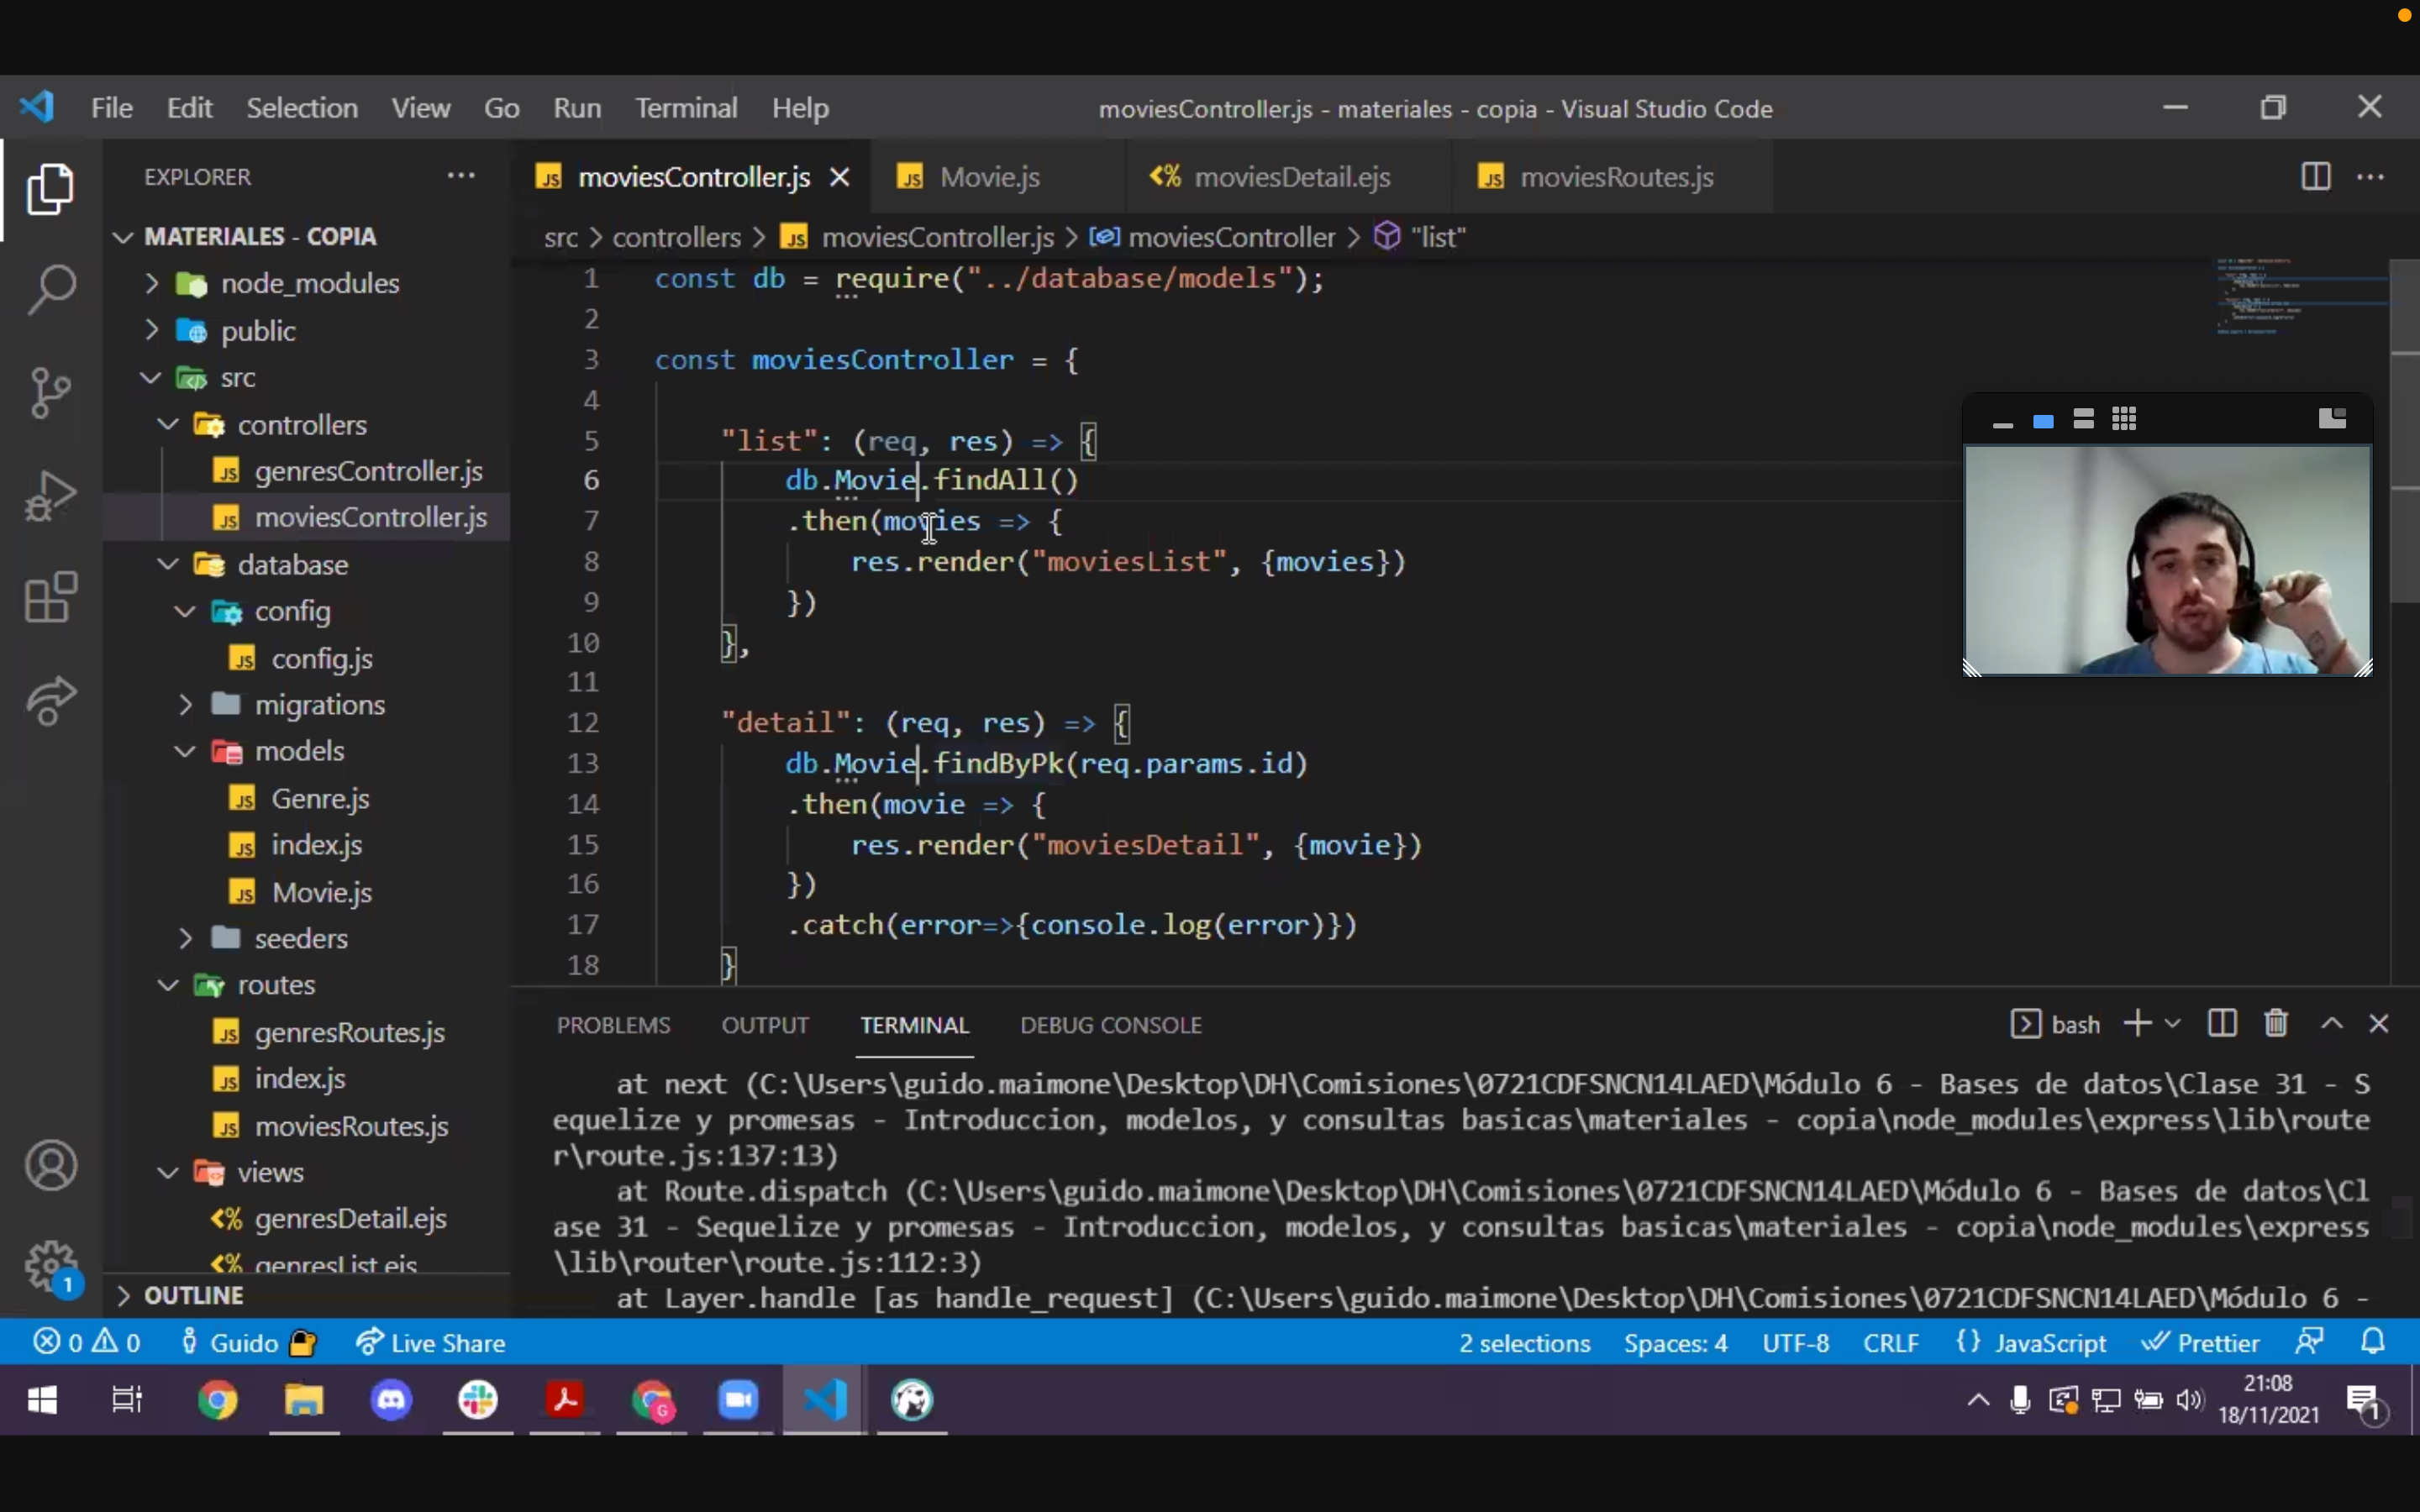 File Edit Selection View Go Run Terminal Help moviesController.js - materiales - copia - Visual Studio Code
EXPLORER
MATERIALES - COPIA
node_modules
public
src
controllers
genresController.js
moviesController.js
database
config
config.js
migrations
models
Genre.js
index.js
Movie.js
seeders
routes
genresRoutes.js
index.js
moviesRoutes.js
views
genresDetail.ejs
genresList.ejs
OUTLINE
moviesController.js Movie.js moviesDetail.ejs moviesRoutes.js
src > controllers > moviesController.js > moviesController > "list"
1 const db = require("../database/models");
2
3 const moviesController = {
4
5 "list": (req, res) => {
6 db.Movie.findAll()
7 .then(movies => {
8 res.render("moviesList", {movies})
9 })
10 },
11
12 "detail": (req, res) => {
13 db.Movie.findByPk(req.params.id)
14 .then(movie => {
15 res.render("moviesDetail", {movie})
16 })
17 .catch(error=>{console.log(error)})
18 }
PROBLEMS OUTPUT TERMINAL DEBUG CONSOLE bash
at next (C:\Users\guido.maimone\Desktop\DH\Comisiones\0721CDFSNCN14LAED\Módulo 6 - Bases de datos\Clase 31 - S
equelize y promesas - Introduccion, modelos, y consultas basicas\materiales - copia\node_modules\express\lib\route
r\route.js:137:13)
at Route.dispatch (C:\Users\guido.maimone\Desktop\DH\Comisiones\0721CDFSNCN14LAED\Módulo 6 - Bases de datos\Cl
ase 31 - Sequelize y promesas - Introduccion, modelos, y consultas basicas\materiales - copia\node_modules\express
\lib\router\route.js:112:3)
at Layer.handle [as handle_request] (C:\Users\guido.maimone\Desktop\DH\Comisiones\0721CDFSNCN14LAED\Módulo 6 -
0 0 Guido Live Share 2 selections Spaces: 4 UTF-8 CRLF {} JavaScript Prettier
1
21:08
18/11/2021
1